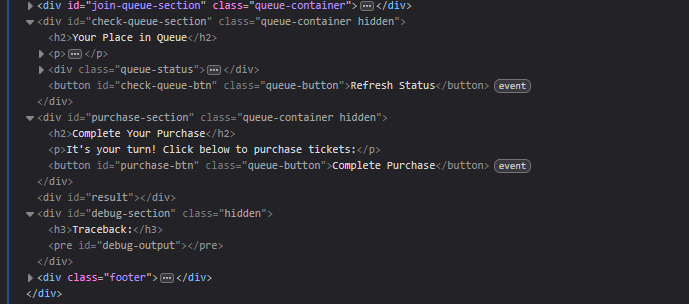 <div id="join-queue-section" class="queue-container">⋯</div>
<div id="check-queue-section" class="queue-container hidden">
<h2>Your Place in Queue</h2>
<p>⋯</p>
<div class="queue-status">⋯</div>
<button id="check-queue-btn" class="queue-button">Refresh Status</button> event
</div>
<div id="purchase-section" class="queue-container hidden">
<h2>Complete Your Purchase</h2>
<p>It's your turn! Click below to purchase tickets:</p>
<button id="purchase-btn" class="queue-button">Complete Purchase</button> event
</div>
<div id="result"></div>
<div id="debug-section" class="hidden">
<h3>Traceback:</h3>
<pre id="debug-output"></pre>
</div>
<div class="footer">⋯</div>
</div>